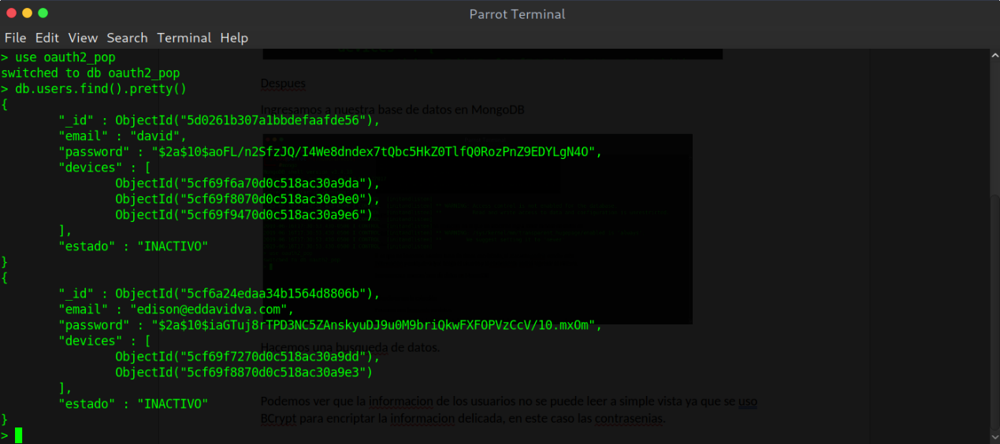 Parrot Terminal
File Edit View Search Terminal Help
> use oauth2_pop
switched to db oauth2_pop
> db.users.find().pretty()
{
"_id" : ObjectId("5d0261b307a1bbdefaafde56"),
"email" : "david",
"password" : "$2a$10$aoFL/n2SfzJQ/I4We8dndex7tQbc5HkZ0TlfQ0RozPnZ9EDYLgN4O",
"devices" : [
ObjectId("5cf69f6a70d0c518ac30a9da"),
ObjectId("5cf69f8070d0c518ac30a9e0"),
ObjectId("5cf69f9470d0c518ac30a9e6")
],
"estado" : "INACTIVO"
}
{
"_id" : ObjectId("5cf6a24edaa34b1564d8806b"),
"email" : "edison@eddavidva.com",
"password" : "$2a$10$iaGTuj8rTPD3NC5ZAnskyuDJ9u0M9briQkwFXFOPVzCcV/10.mxOm",
"devices" : [
ObjectId("5cf69f7270d0c518ac30a9dd"),
ObjectId("5cf69f8870d0c518ac30a9e3")
],
"estado" : "INACTIVO"
}
>
Despues
Ingresamos a nuestra base de datos en MongoDB
Hacemos una busqueda de datos.
Podemos ver que la informacion de los usuarios no se puede leer a simple vista ya que se uso
BCrypt para encriptar la informacion delicada, en este caso las contrasenias.